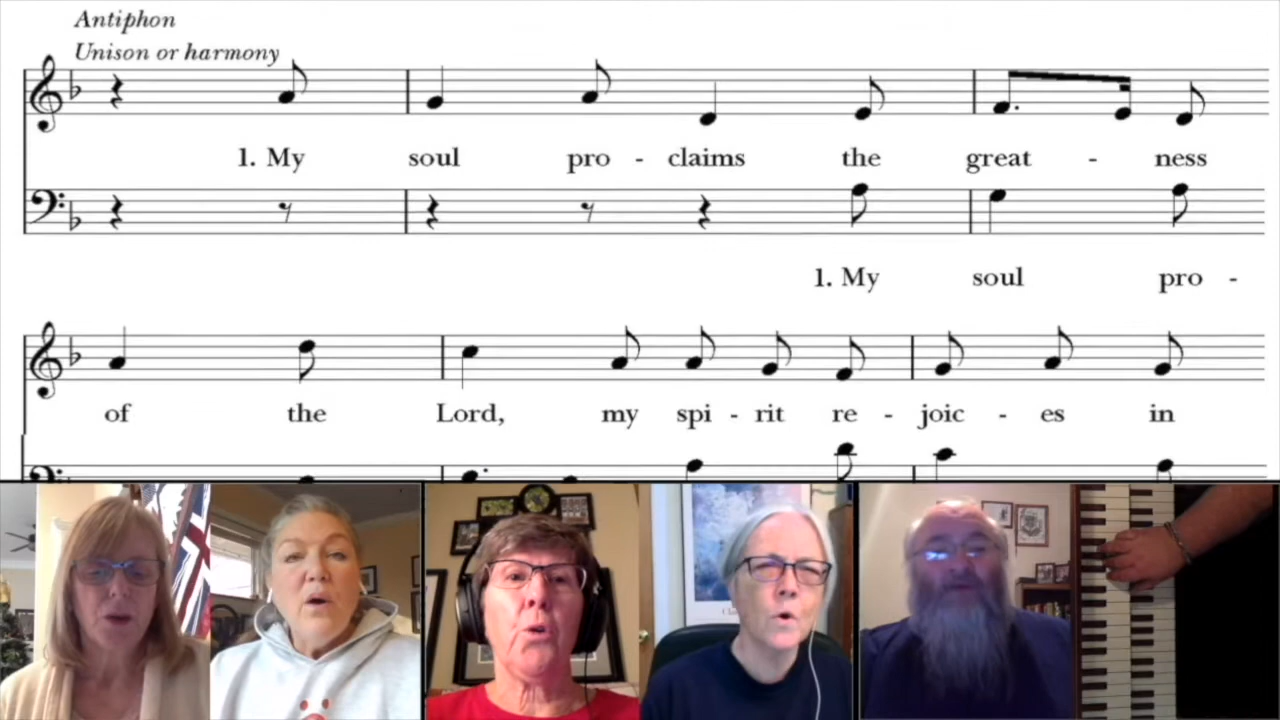 Antiphon
Unison or harmony
1. My soul pro - claims the great - ness
1. My soul pro -
of the Lord, my spi - rit re - joic - es in